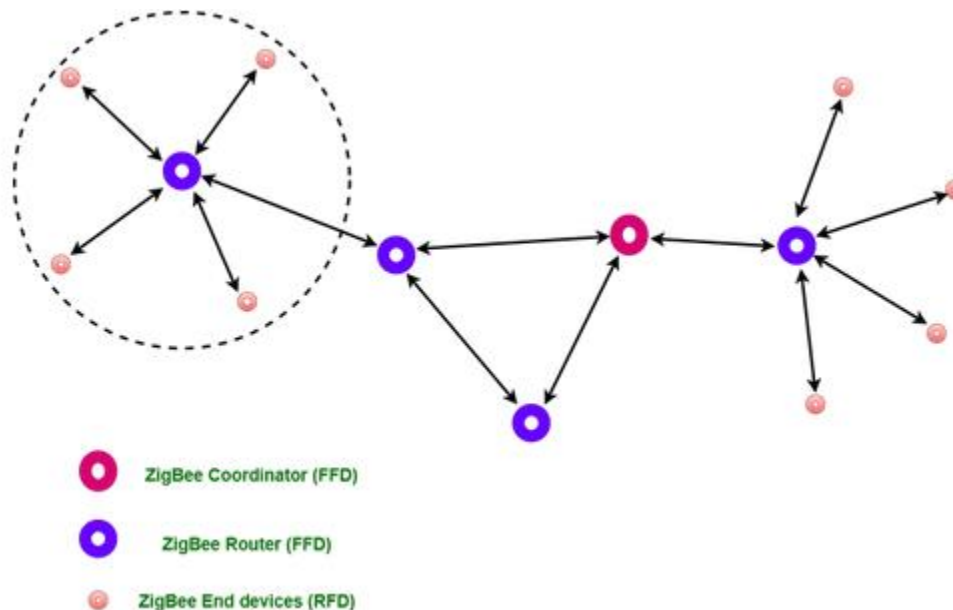 ZigBee Coordinator (FFD)
ZigBee Router (FFD)
ZigBee End devices (RFD)